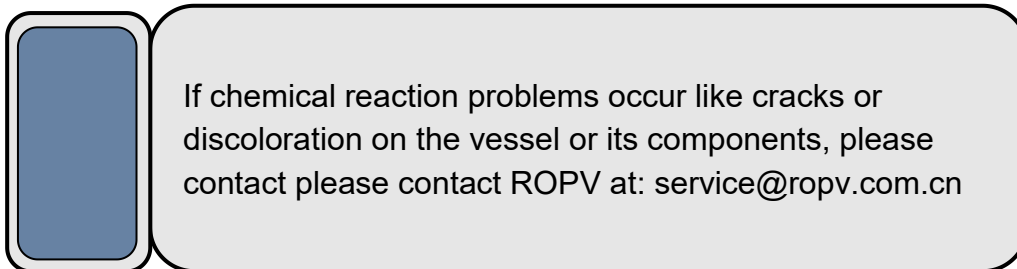 If chemical reaction problems occur like cracks or
discoloration on the vessel or its components, please
contact please contact ROPV at: service@ropv.com.cn